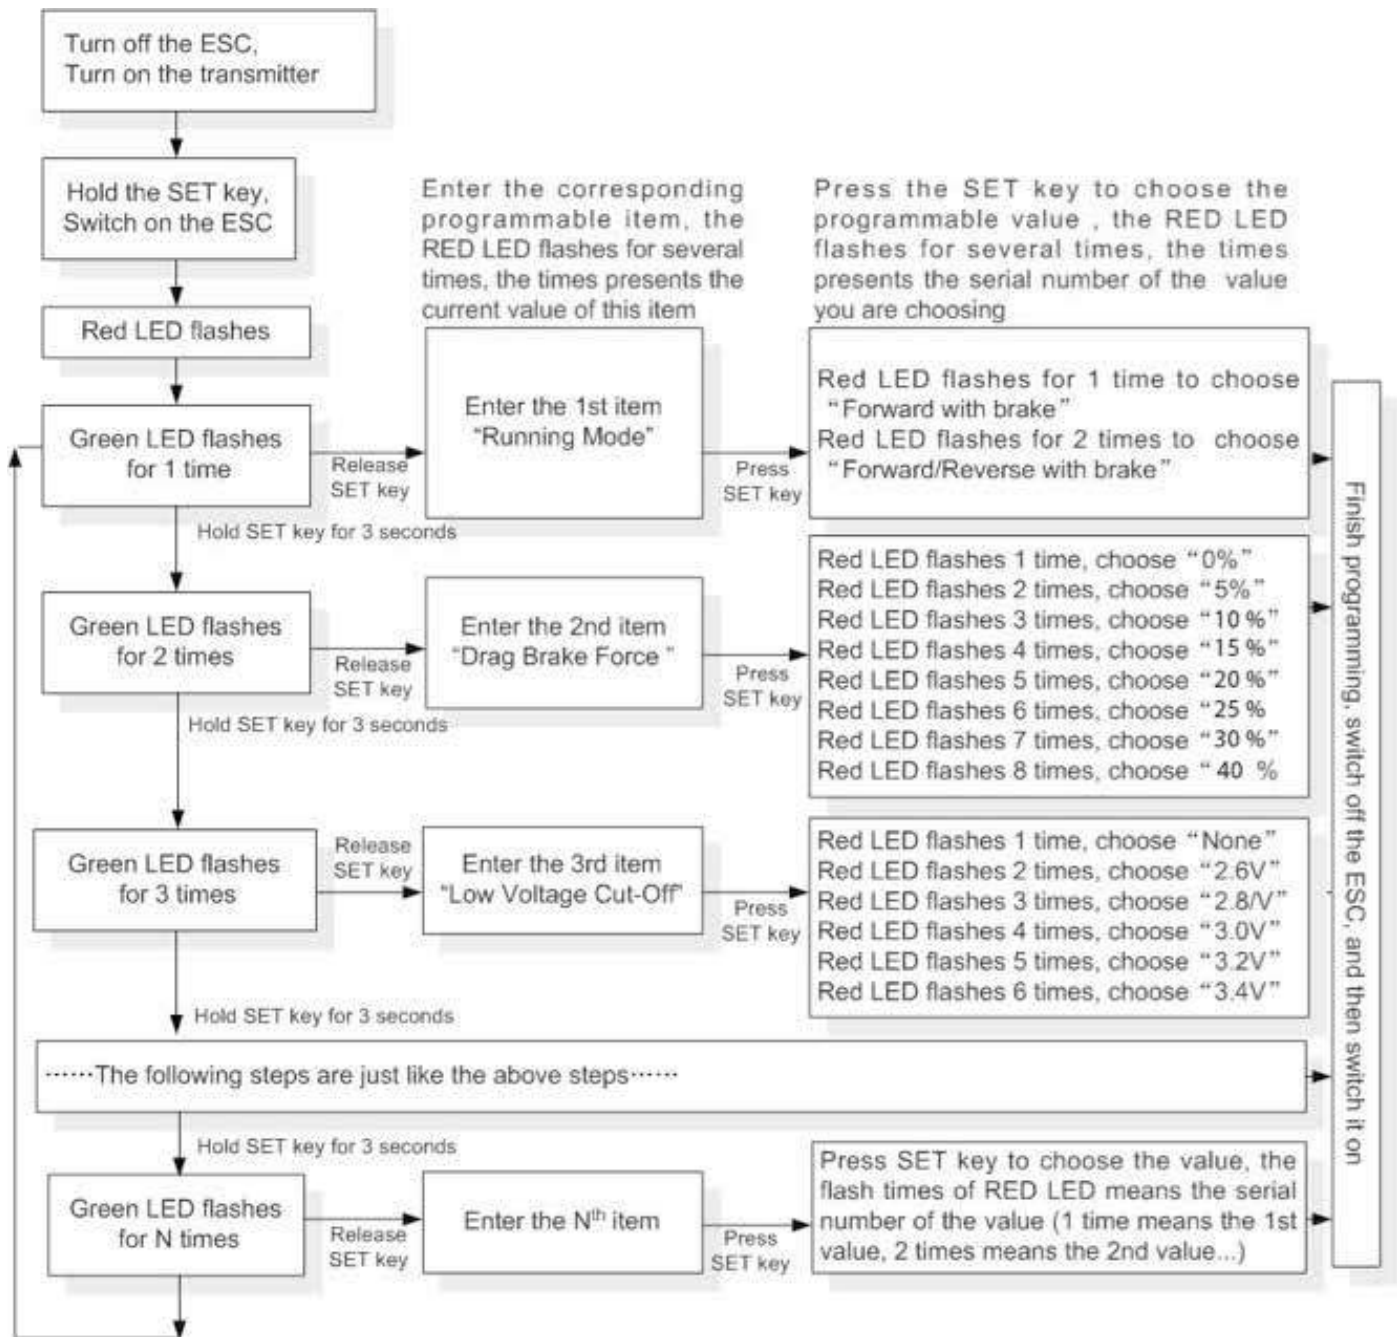 Turn off the ESC,
Turn on the transmitter
Hold the SET key,
Switch on the ESC
Enter the corresponding
programmable item, the
RED LED flashes for several
times, the times presents the
current value of this item
Press the SET key to choose the
programmable value , the RED LED
flashes for several times, the times
presents the serial number of the value
you are choosing
Red LED flashes
Green LED flashes
for 1 time
Release
SET key
Enter the 1st item
“Running Mode”
Press
SET key
Red LED flashes for 1 time to choose
“Forward with brake”
Red LED flashes for 2 times to choose
“Forward/Reverse with brake”
Hold SET key for 3 seconds
Green LED flashes
for 2 times
Release
SET key
Enter the 2nd item
“Drag Brake Force ”
Press
SET key
Red LED flashes 1 time, choose “0%”
Red LED flashes 2 times, choose “5%”
Red LED flashes 3 times, choose “10 %”
Red LED flashes 4 times, choose “15 %”
Red LED flashes 5 times, choose “20 %”
Red LED flashes 6 times, choose “25 %
Red LED flashes 7 times, choose “30 %”
Red LED flashes 8 times, choose “40 %
Hold SET key for 3 seconds
Green LED flashes
for 3 times
Release
SET key
Enter the 3rd item
“Low Voltage Cut-Off”
Press
SET key
Red LED flashes 1 time, choose “None”
Red LED flashes 2 times, choose “2.6V”
Red LED flashes 3 times, choose “2.8/V”
Red LED flashes 4 times, choose “3.0V”
Red LED flashes 5 times, choose “3.2V”
Red LED flashes 6 times, choose “3.4V”
Hold SET key for 3 seconds
······The following steps are just like the above steps······
Hold SET key for 3 seconds
Green LED flashes
for N times
Release
SET key
Enter the Nth item
Press
SET key
Press SET key to choose the value, the
flash times of RED LED means the serial
number of the value (1 time means the 1st
value, 2 times means the 2nd value...)
Finish programming, switch off the ESC, and then switch it on